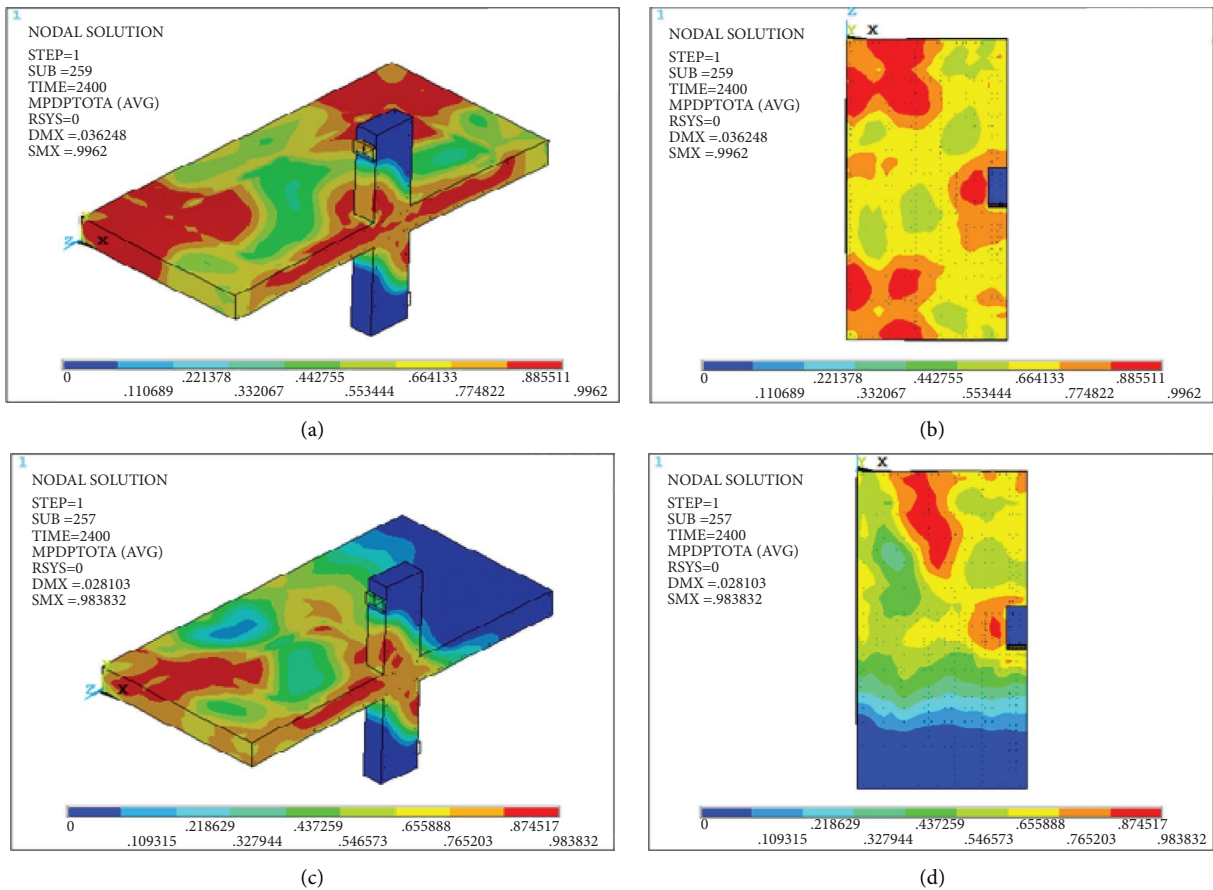 1
NODAL SOLUTION
STEP=1
SUB =259
TIME=2400
MPDPTOTA (AVG)
RSYS=0
DMX =.036248
SMX =.9962
Z X
0 .221378 .442755 .664133 .885511
.110689 .332067 .553444 .774822 .9962
(a)
1
NODAL SOLUTION
STEP=1
SUB =259
TIME=2400
MPDPTOTA (AVG)
RSYS=0
DMX =.036248
SMX =.9962
Z
Y X
0 .221378 .442755 .664133 .885511
.110689 .332067 .553444 .774822 .9962
(b)
1
NODAL SOLUTION
STEP=1
SUB =257
TIME=2400
MPDPTOTA (AVG)
RSYS=0
DMX =.028103
SMX =.983832
Y
Z X
0 .218629 .437259 .655888 .874517
.109315 .327944 .546573 .765203 .983832
(c)
1
NODAL SOLUTION
STEP=1
SUB =257
TIME=2400
MPDPTOTA (AVG)
RSYS=0
DMX =.028103
SMX =.983832
Y X
0 .218629 .437259 .655888 .874517
.109315 .327944 .546573 .765203 .983832
(d)